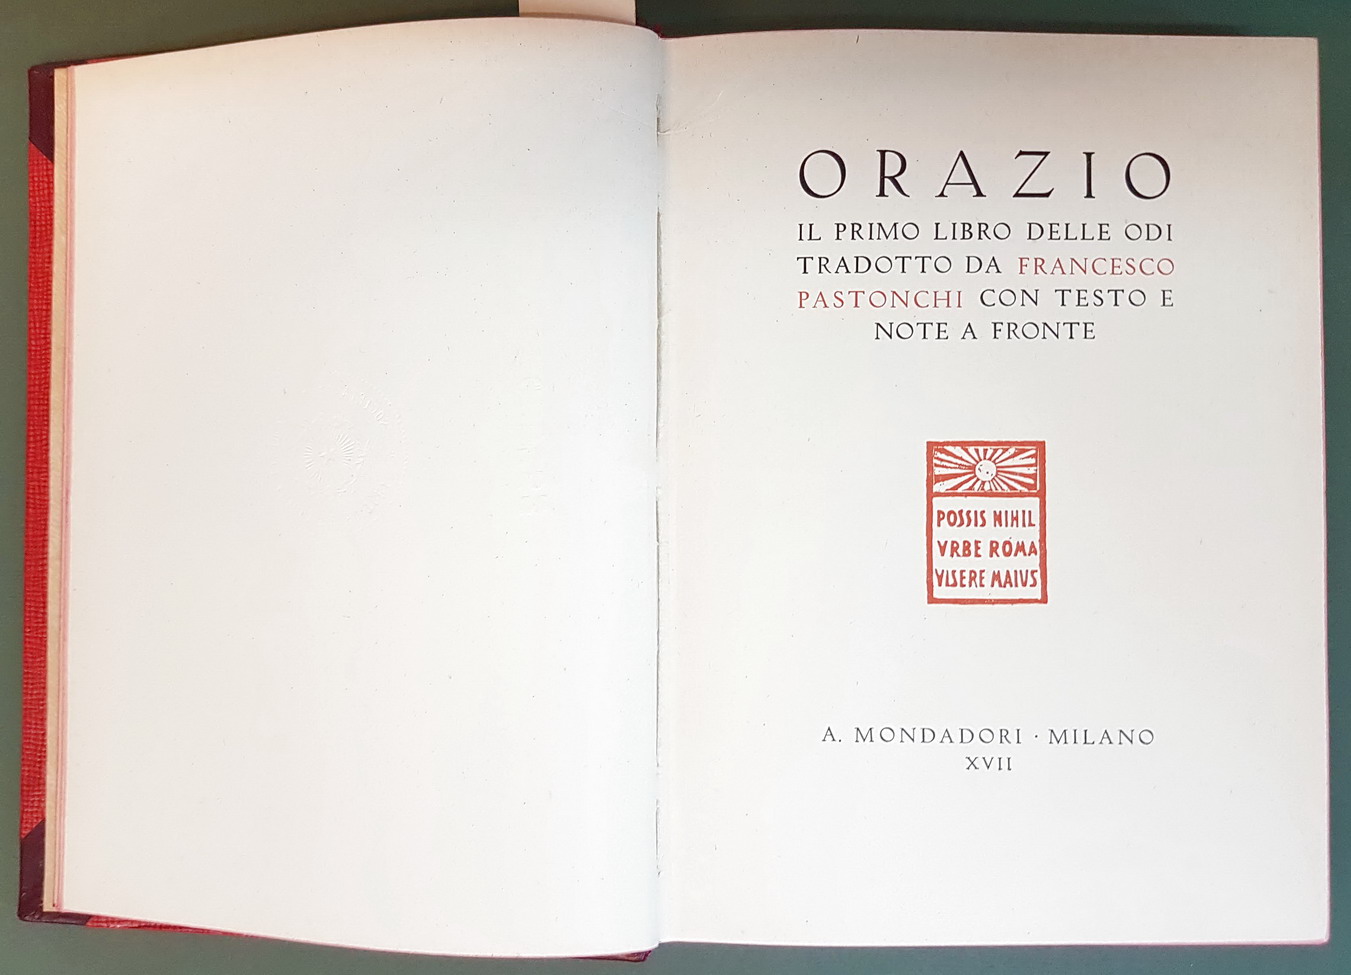 ORAZIO
IL PRIMO LIBRO DELLE ODI
TRADOTTO DA FRANCESCO
PASTONCHI CON TESTO E
NOTE A FRONTE
POSSIS NIHIL
VRBE ROMA
VISERE MAIVS
A. MONDADORI · MILANO
XVII